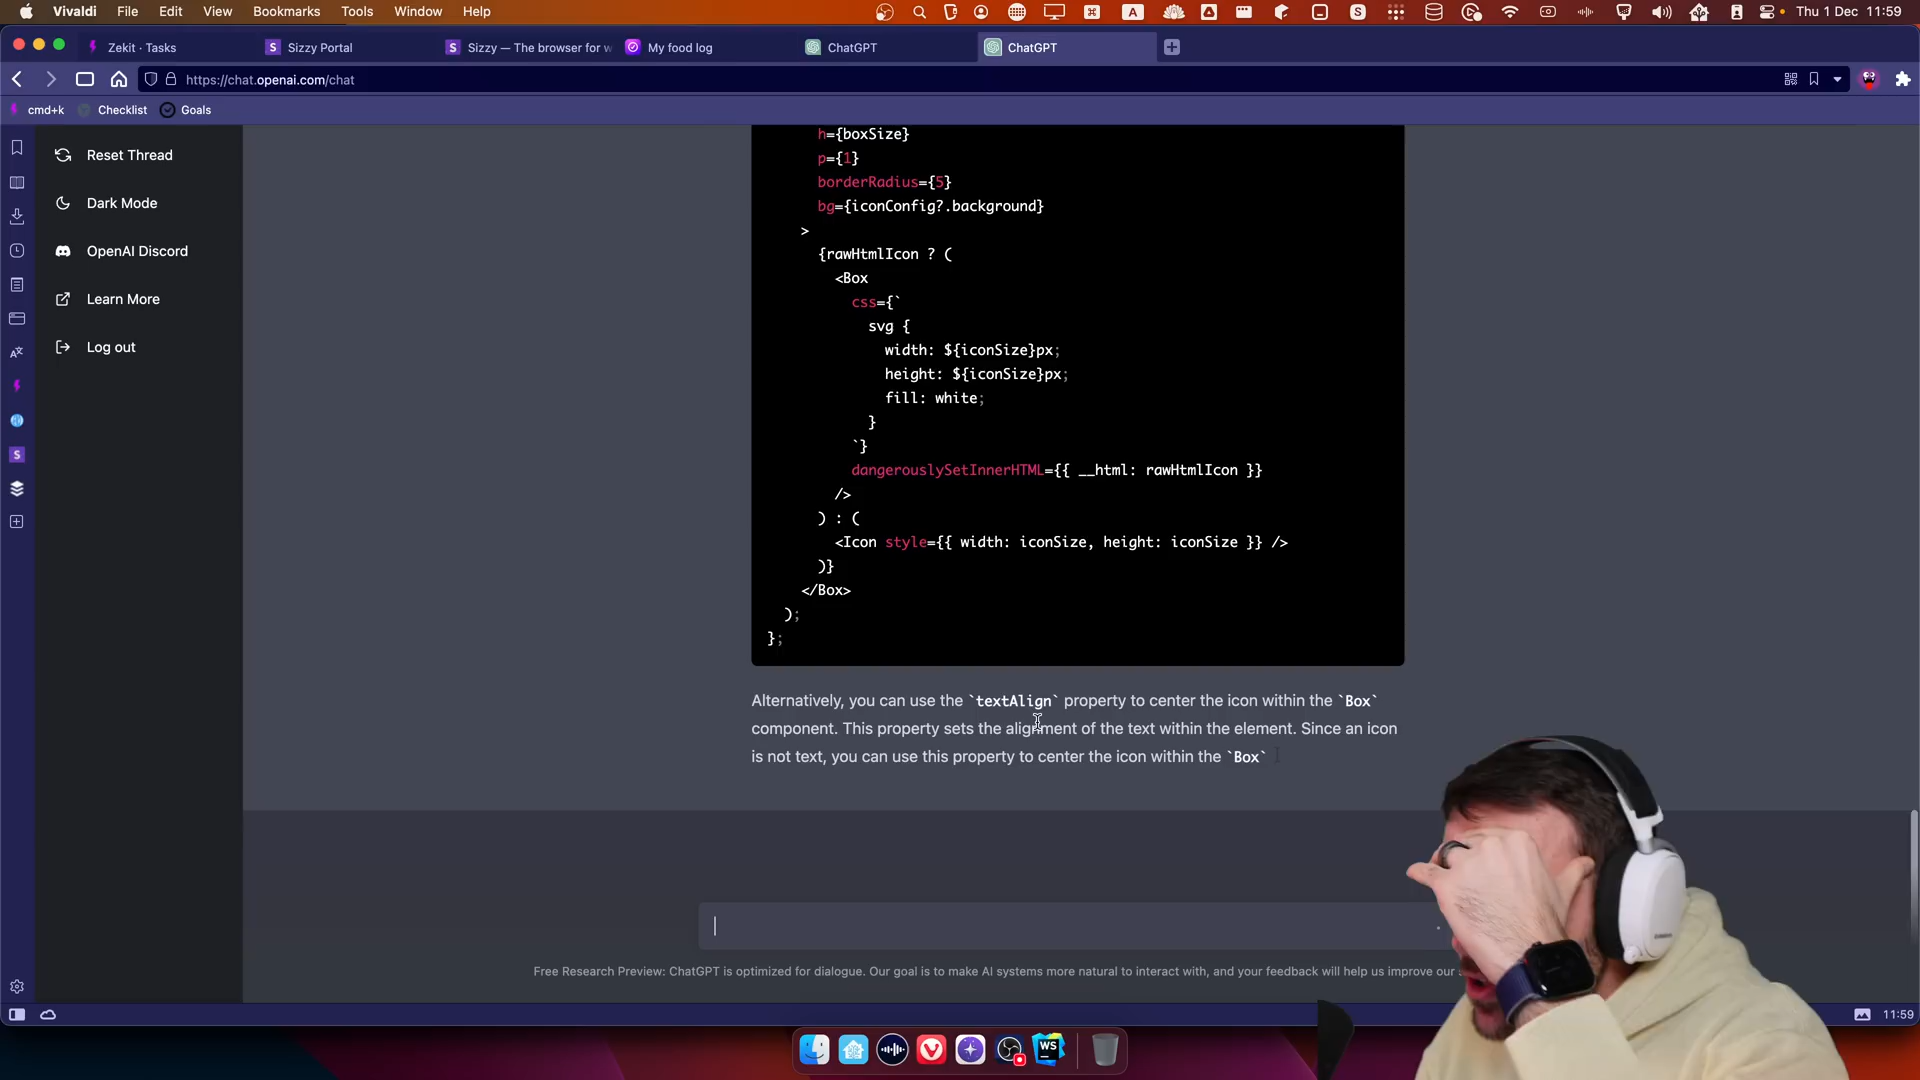 Vivaldi File Edit View Bookmarks Tools Window Help Thu 1 Dec 11:59
Zekit · Tasks
S Sizzy Portal
S Sizzy — The browser for w
My food log
ChatGPT
ChatGPT
https://chat.openai.com/chat
cmd+k Checklist Goals
Reset Thread
Dark Mode
OpenAI Discord
Learn More
Log out
h={boxSize}
p={1}
borderRadius={5}
bg={iconConfig?.background}
>
{rawHtmlIcon ? (
<Box
css={`
svg {
width: ${iconSize}px;
height: ${iconSize}px;
fill: white;
}
`}
dangerouslySetInnerHTML={{ __html: rawHtmlIcon }}
/>
) : (
<Icon style={{ width: iconSize, height: iconSize }} />
)}
</Box>
);
};
Alternatively, you can use the `textAlign` property to center the icon within the `Box`
component. This property sets the alignment of the text within the element. Since an icon
is not text, you can use this property to center the icon within the `Box`
Free Research Preview: ChatGPT is optimized for dialogue. Our goal is to make AI systems more natural to interact with, and your feedback will help us improve our
11:59
WS